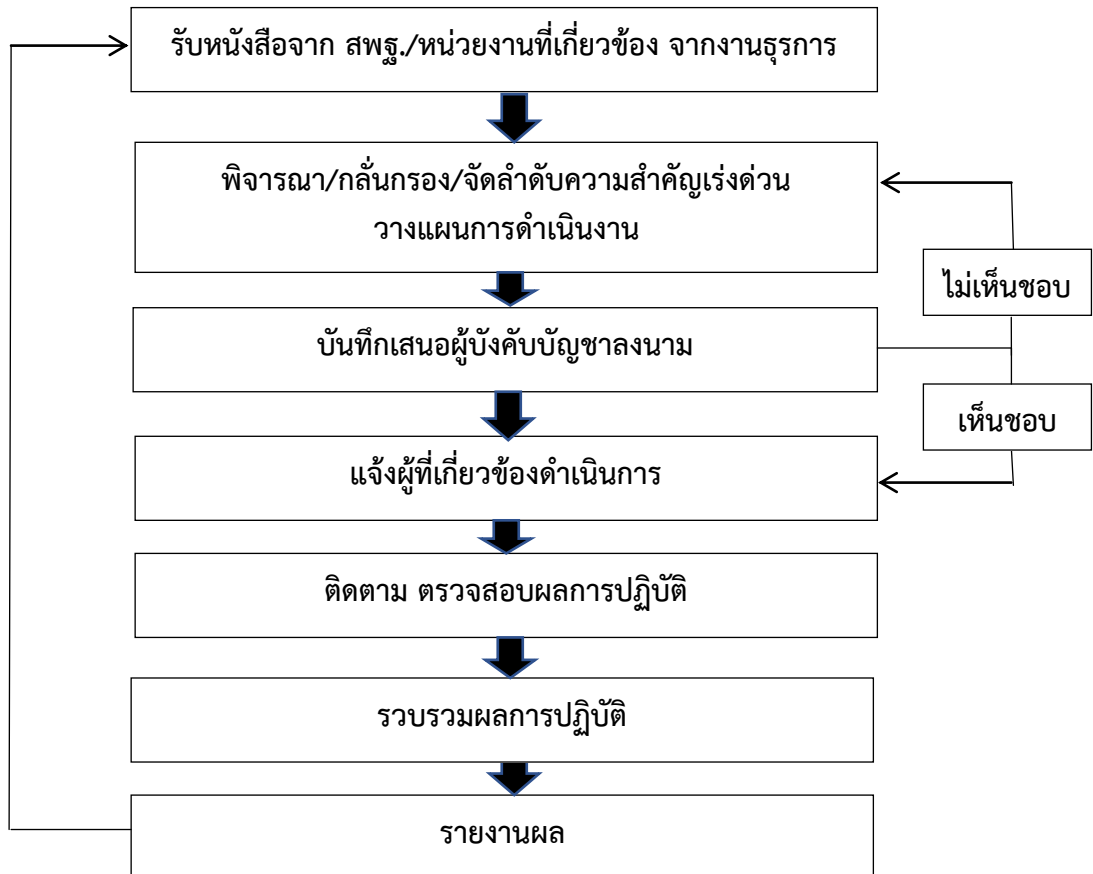 รับหนังสือจาก สพฐ./หน่วยงานที่เกี่ยวข้อง จากงานธุรการ
พิจารณา/กลั่นกรอง/จัดลำดับความสำคัญเร่งด่วน
วางแผนการดำเนินงาน
ไม่เห็นชอบ
บันทึกเสนอผู้บังคับบัญชาลงนาม
เห็นชอบ
แจ้งผู้ที่เกี่ยวข้องดำเนินการ
ติดตาม ตรวจสอบผลการปฏิบัติ
รวบรวมผลการปฏิบัติ
รายงานผล